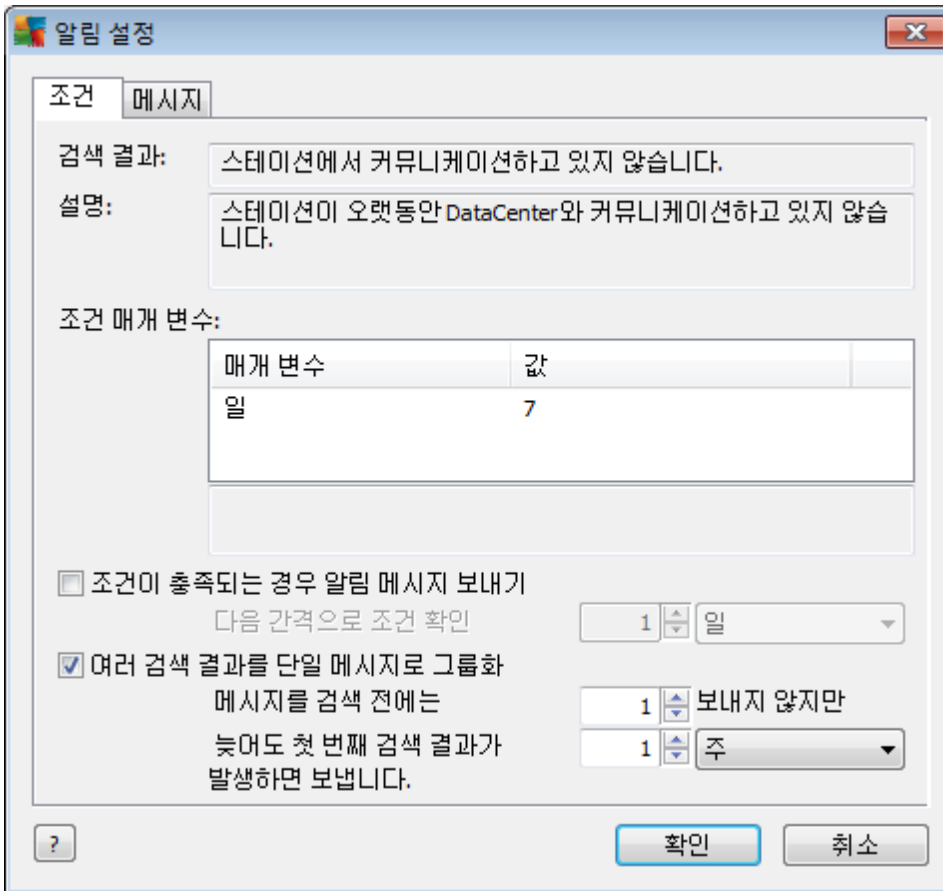 알림 설정
조건 메시지
검색 결과: 스테이션에서 커뮤니케이션하고 있지 않습니다.
설명: 스테이션이 오랫동안 DataCenter와 커뮤니케이션하고 있지 않습
니다.
조건 매개 변수:
매개 변수 값
일 7
조건이 충족되는 경우 알림 메시지 보내기
다음 간격으로 조건 확인 1 일
여러 검색 결과를 단일 메시지로 그룹화
메시지를 검색 전에는 1 보내지 않지만
늦어도 첫 번째 검색 결과가 1 주
발생하면 보냅니다.
? 확인 취소